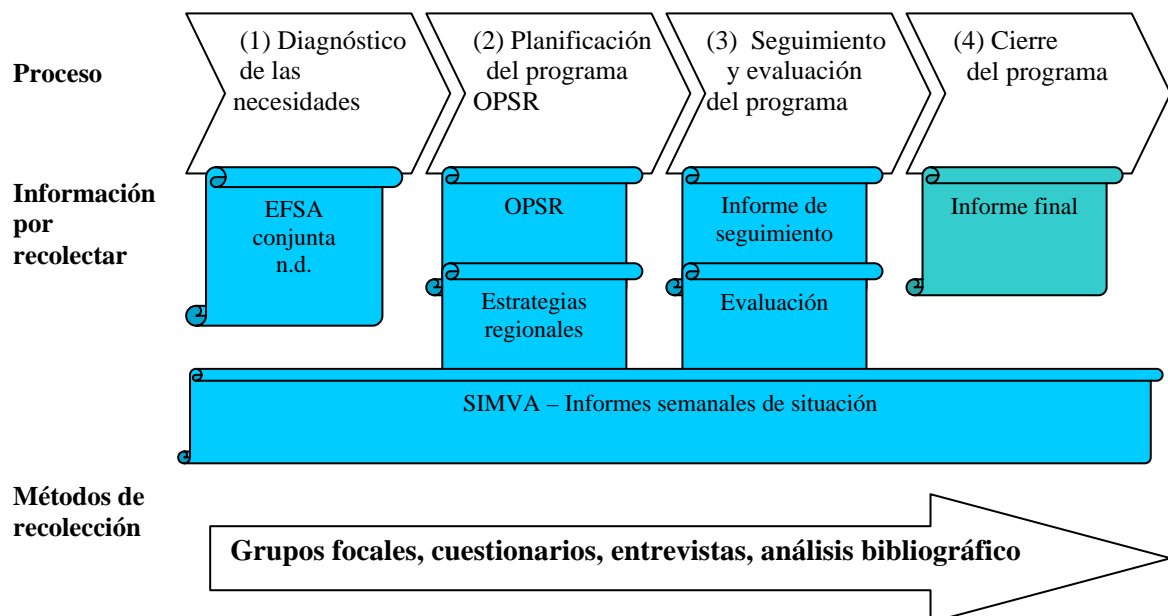 Proceso
(1) Diagnóstico
de las
necesidades
(2) Planificación
del programa
OPSR
(3) Seguimiento
y evaluación
del programa
(4) Cierre
del programa
Información
por
recolectar
EFSA
conjunta
n.d.
OPSR
Estrategias
regionales
Informe de
seguimiento
Evaluación
Informe final
SIMVA – Informes semanales de situación
Métodos de
recolección
Grupos focales, cuestionarios, entrevistas, análisis bibliográfico